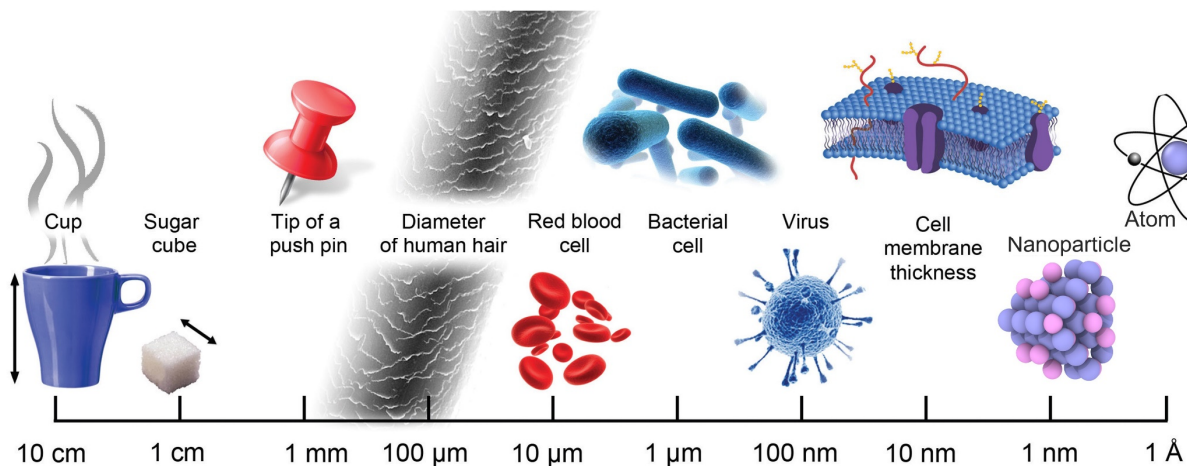 Cup
Sugar
cube
Tip of a
push pin
Diameter
of human hair
Red blood
cell
Bacterial
cell
Virus
Cell
membrane
thickness
Nanoparticle
Atom
10 cm
1 cm
1 mm
100 µm
10 µm
1 µm
100 nm
10 nm
1 nm
1 Å